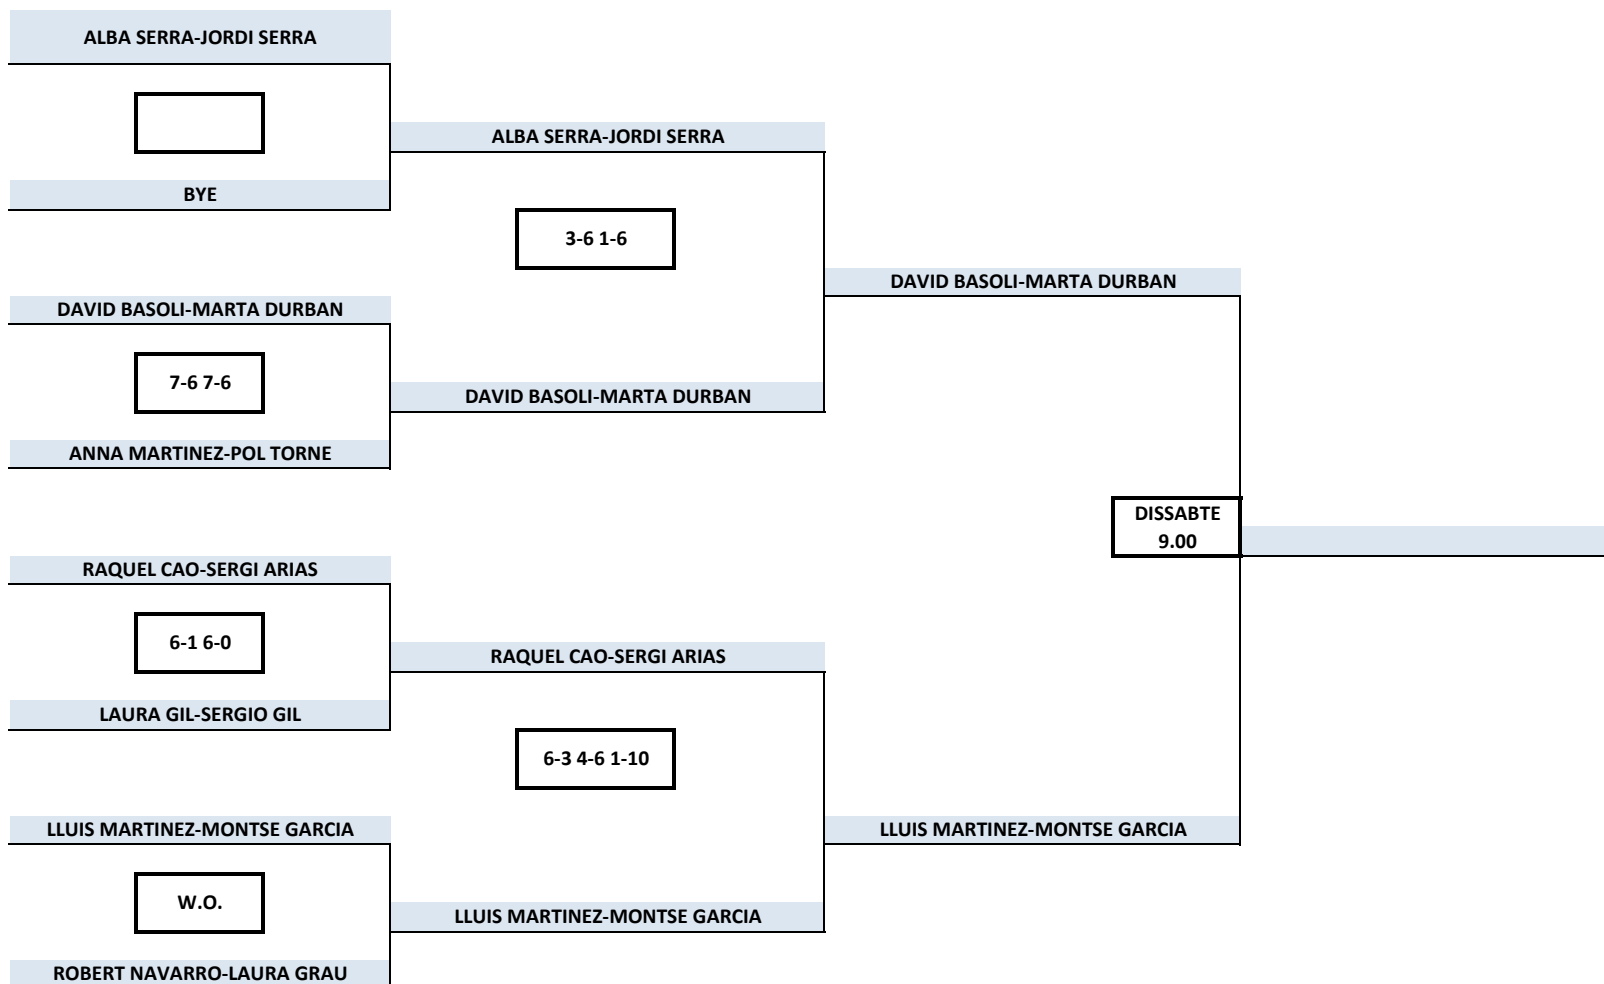 ALBA SERRA-JORDI SERRA
ALBA SERRA-JORDI SERRA
BYE
3-6 1-6
DAVID BASOLI-MARTA DURBAN
DAVID BASOLI-MARTA DURBAN
7-6 7-6
DAVID BASOLI-MARTA DURBAN
ANNA MARTINEZ-POL TORNE
DISSABTE
9.00
RAQUEL CAO-SERGI ARIAS
6-1 6-0
RAQUEL CAO-SERGI ARIAS
LAURA GIL-SERGIO GIL
6-3 4-6 1-10
LLUIS MARTINEZ-MONTSE GARCIA
LLUIS MARTINEZ-MONTSE GARCIA
W.O.
LLUIS MARTINEZ-MONTSE GARCIA
ROBERT NAVARRO-LAURA GRAU